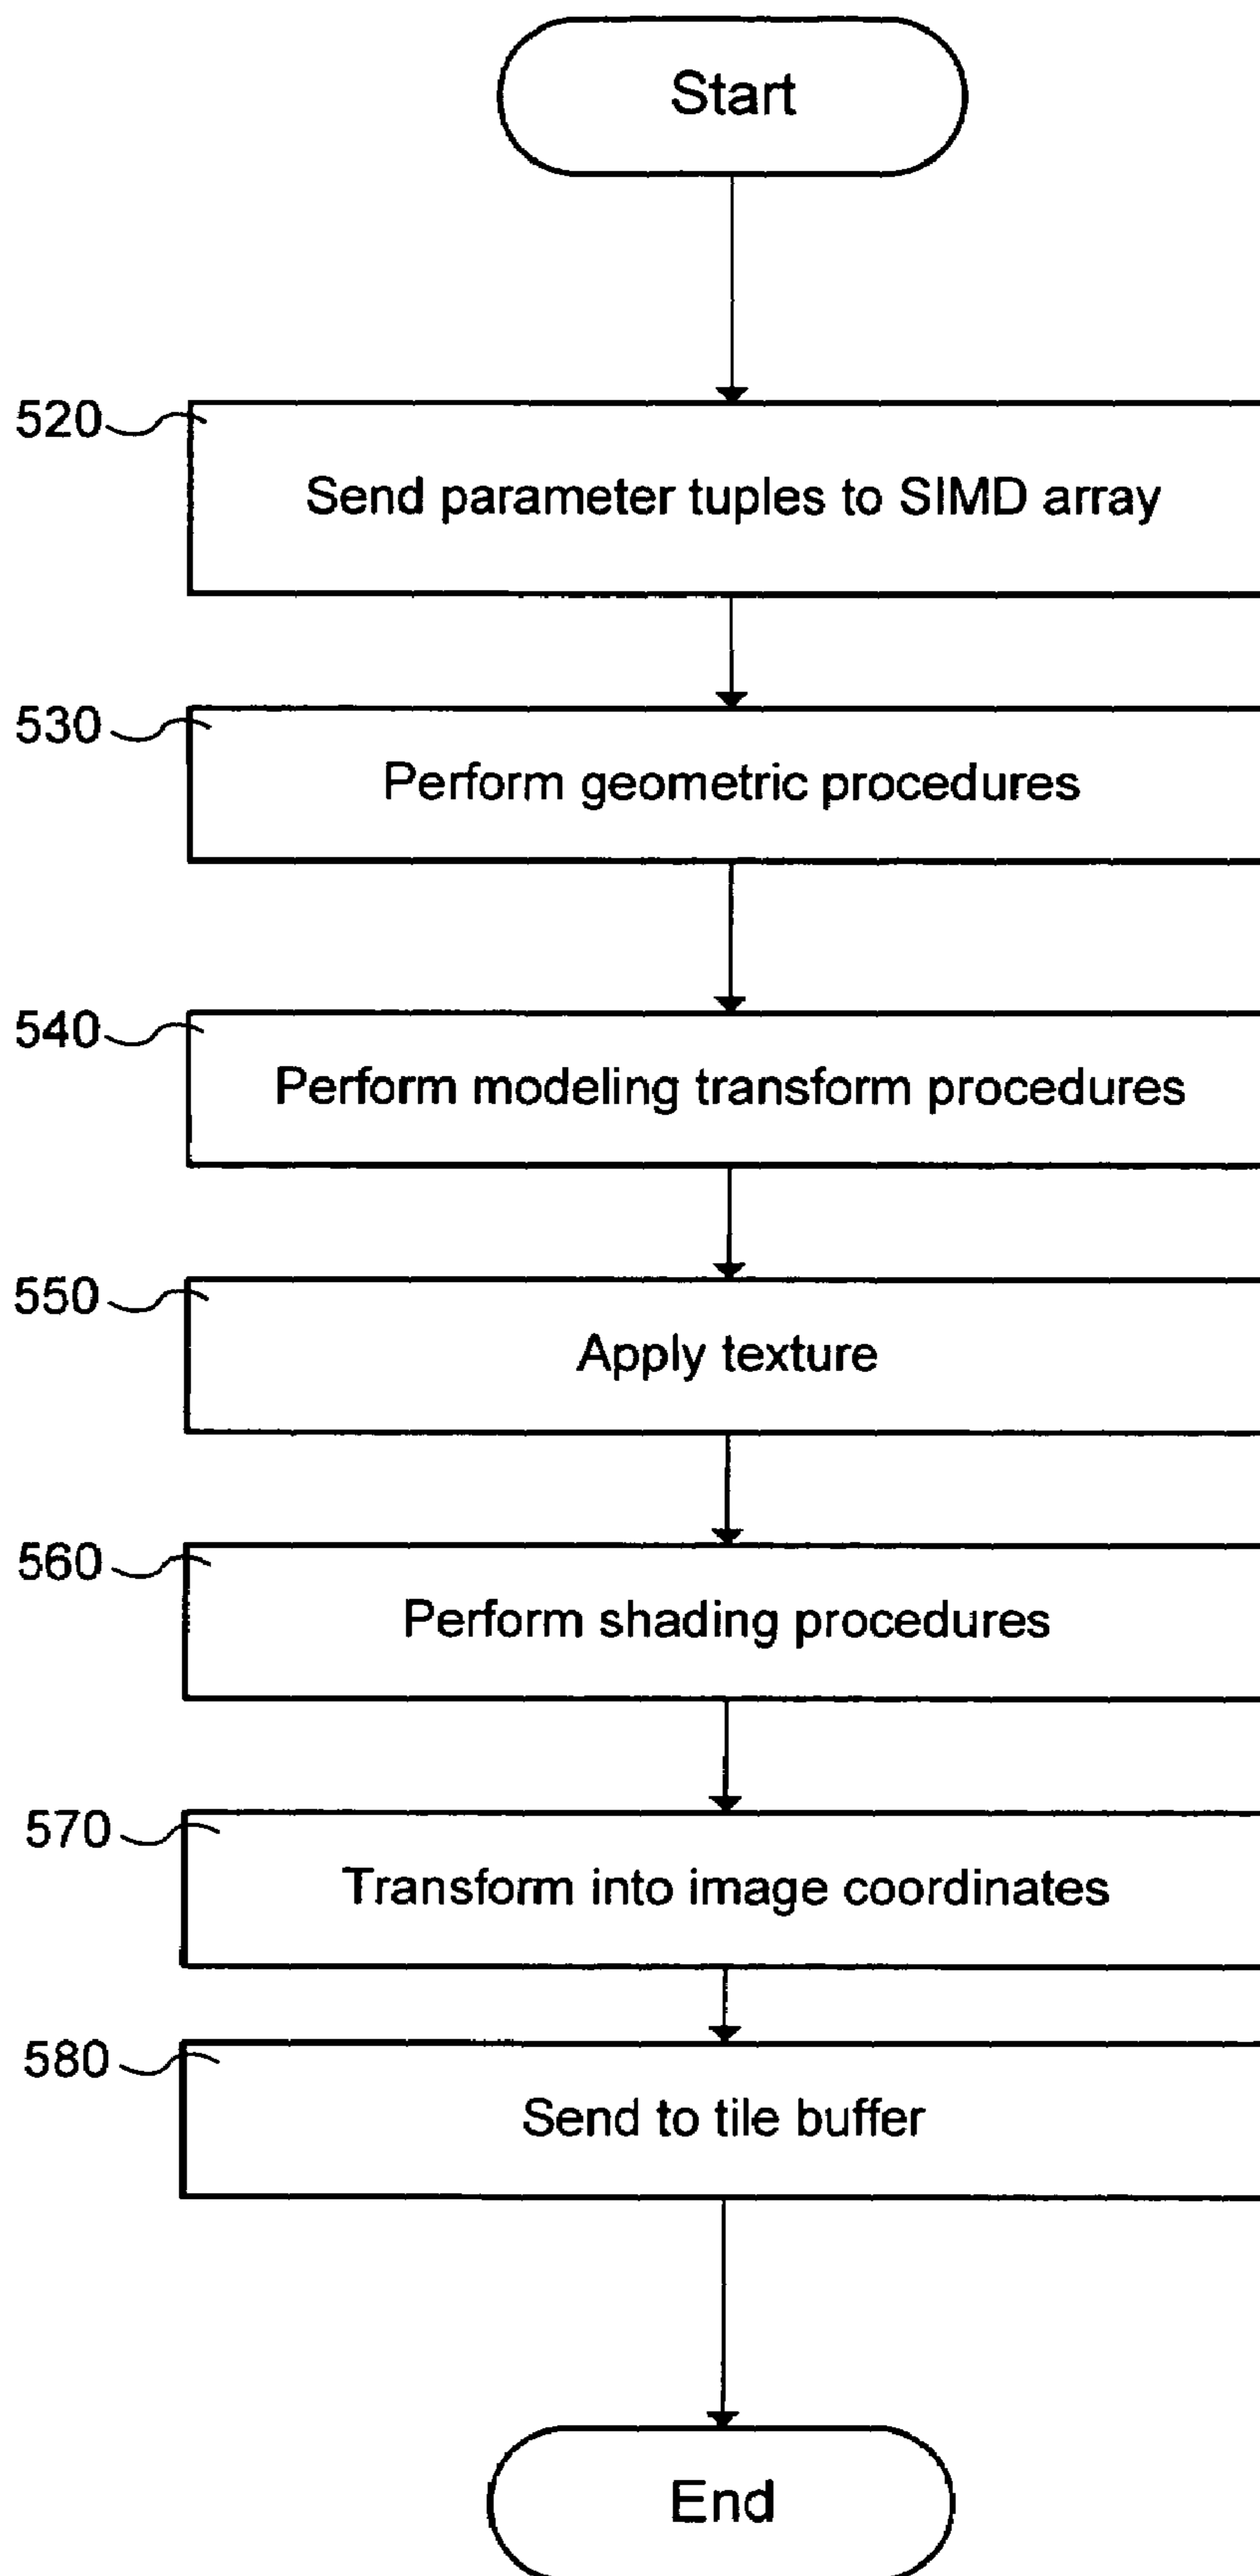 Start
520
Send parameter tuples to SIMD array
530
Perform geometric procedures
540
Perform modeling transform procedures
550
Apply texture
560
Perform shading procedures
570
Transform into image coordinates
580
Send to tile buffer
End